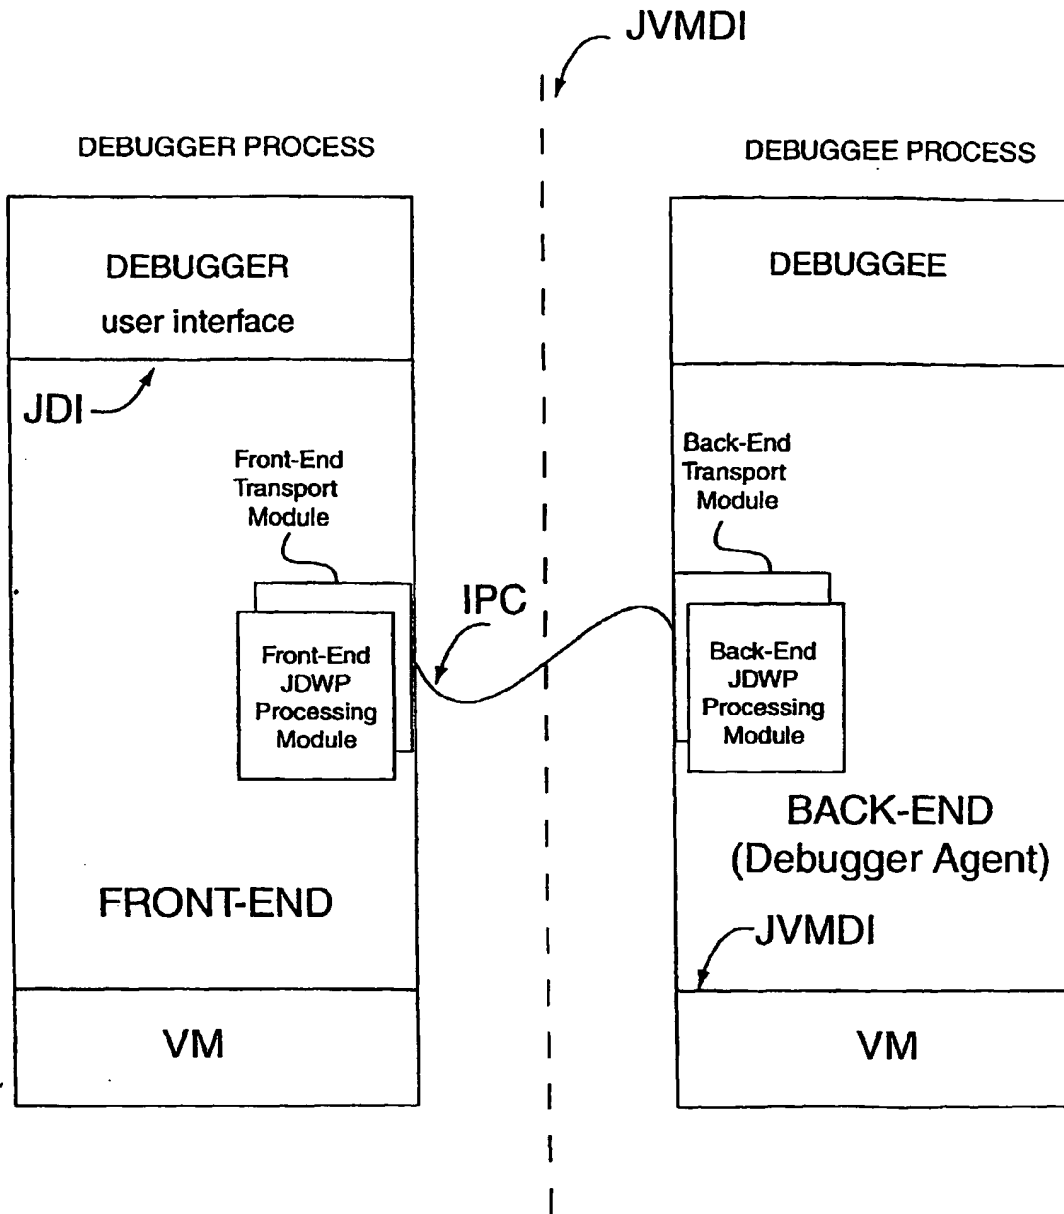 JVMDI
DEBUGGER PROCESS
DEBUGGEE PROCESS
DEBUGGER
user interface
DEBUGGEE
JDI
Front-End
Transport
Module
Back-End
Transport
Module
IPC
Front-End
JDWP
Processing
Module
Back-End
JDWP
Processing
Module
BACK-END
(Debugger Agent)
FRONT-END
JVMDI
VM
VM